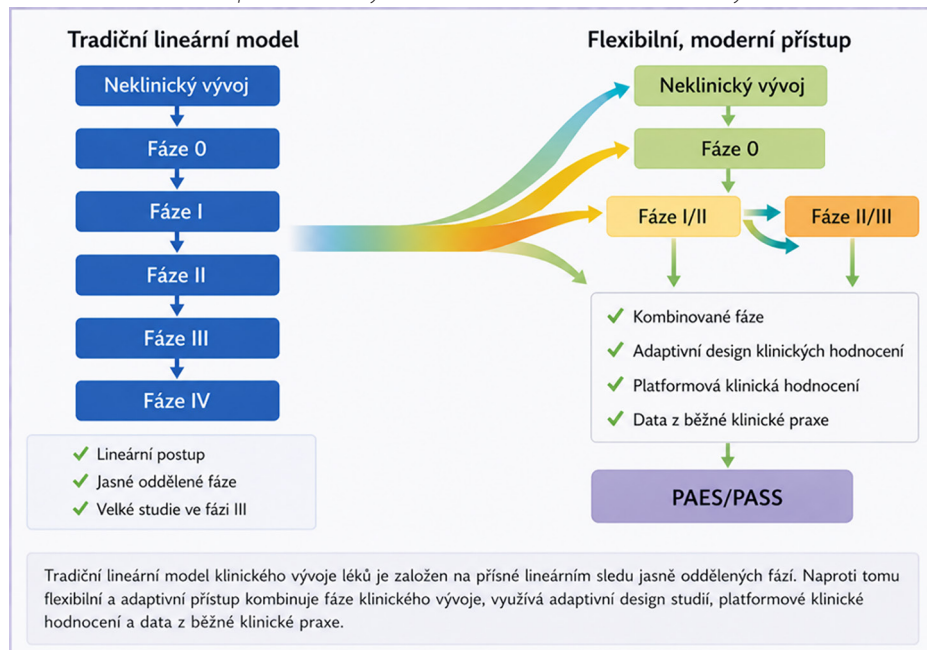 Tradiční lineární model
Neklinický vývoj
Fáze 0
Fáze I
Fáze II
Fáze III
Fáze IV
Lineární postup
Jasné oddělené fáze
Velké studie ve fázi III
Flexibilní, moderní přístup
Neklinický vývoj
Fáze 0
Fáze I/II
Fáze II/III
Kombinované fáze
Adaptivní design klinických hodnocení
Platformová klinická hodnocení
Data z běžné klinické praxe
PAES/PASS
Tradiční lineární model klinického vývoje léků je založen na přísné lineárním sledu jasně oddělených fází. Naproti tomu
flexibilní a adaptivní přístup kombinuje fáze klinického vývoje, využívá adaptivní design studií, platformové klinické
hodnocení a data z běžné klinické praxe.